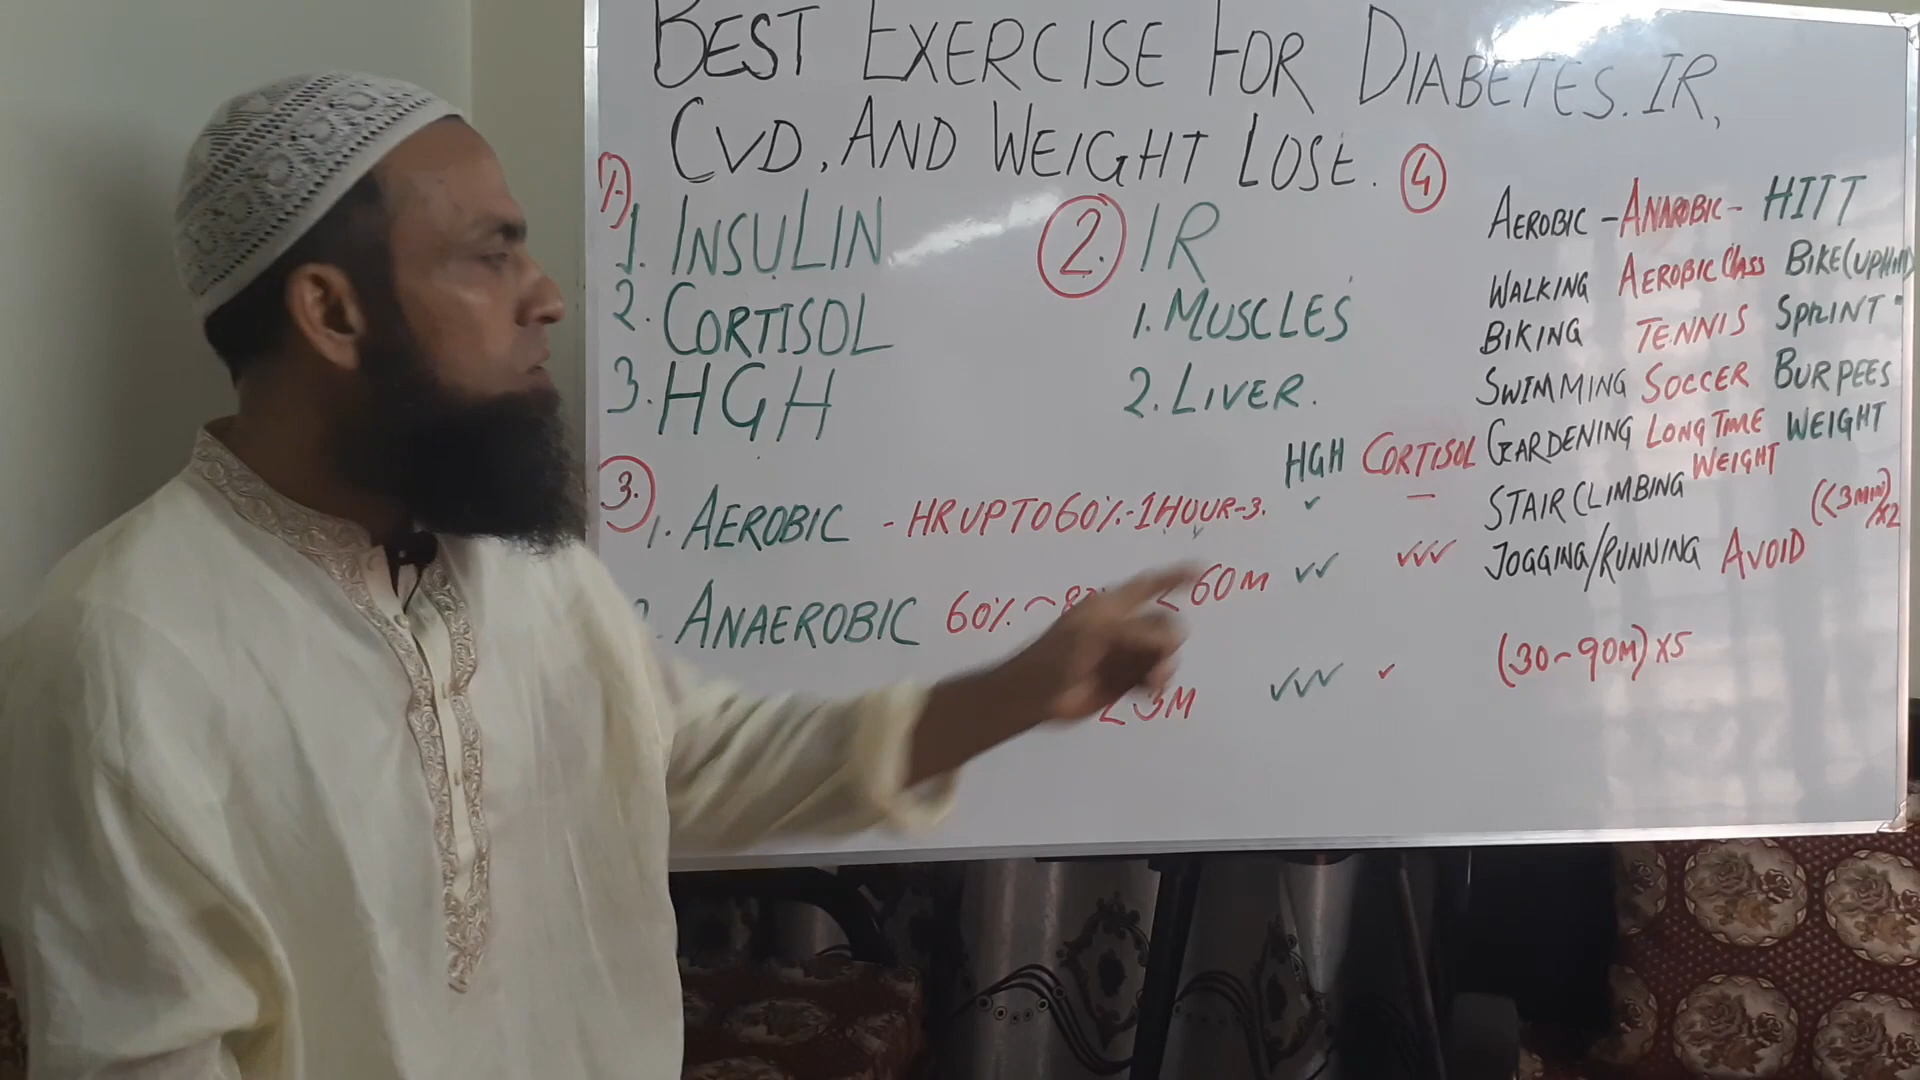 BEST EXERCISE FOR DIABETES. IR,
CVD, AND WEIGHT LOSE.
1. INSULIN
2. CORTISOL
3. HGH
2. IR
1. MUSCLES
2. LIVER.
3.
HGH CORTISOL
1. AEROBIC - HR UPTO 60% - 1 HOUR - 3. ✓ –
ANAEROBIC 60% ~ < 60M ✓✓ ✓✓✓
< 3M ✓✓✓ ✓
4
AEROBIC - ANAROBIC - HIIT
WALKING AEROBIC CLASS BIKE
BIKING TENNIS SPRINT
SWIMMING SOCCER BURPEES
GARDENING LONG TIME WEIGHT WEIGHT
STAIR CLIMBING (<3MIN) X2
JOGGING/RUNNING AVOID
(30~90M) X5